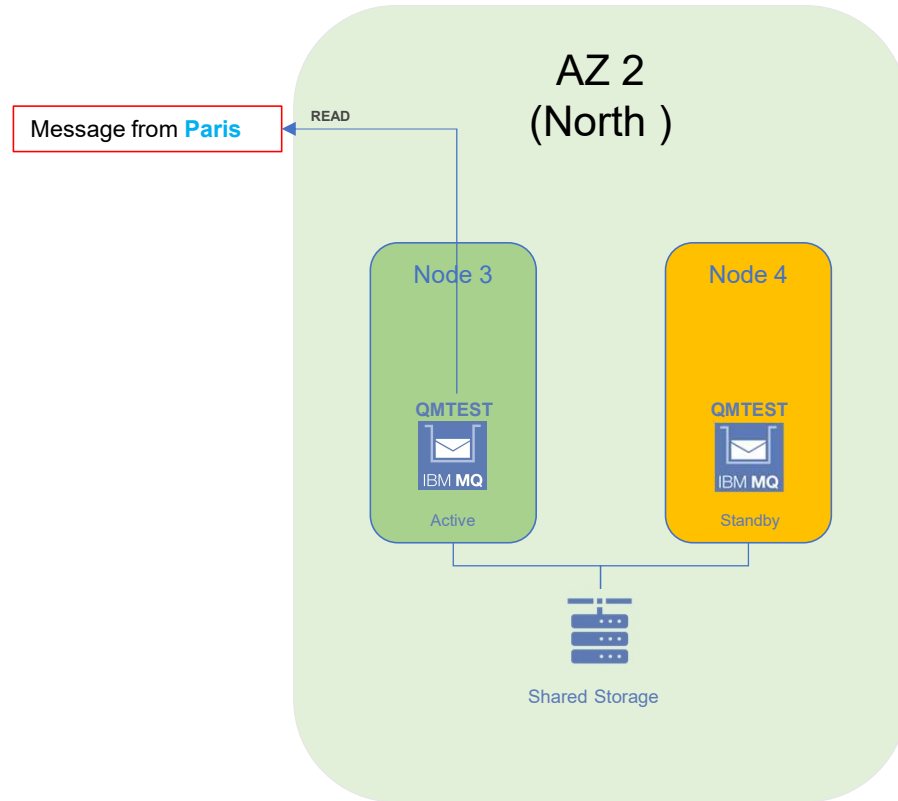 AZ 2
(North )
Message from Paris
READ
Node 3
Node 4
QMTEST
QMTEST
IBM MQ
IBM MQ
Active
Standby
Shared Storage